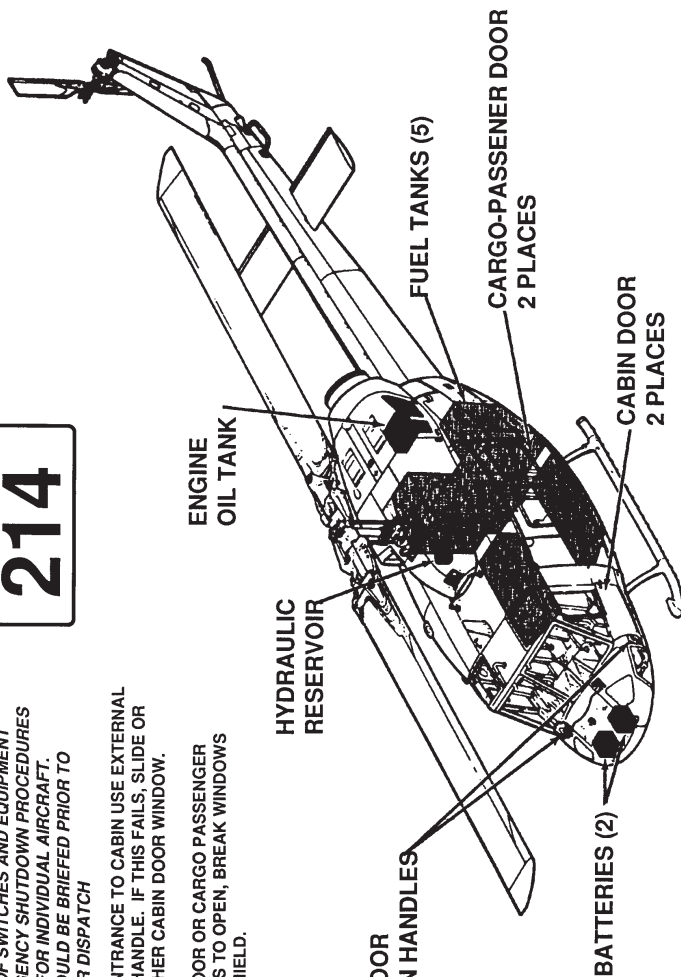 214
OF SWITCHES AND EQUIPMENT
GENCY SHUTDOWN PROCEDURES
FOR INDIVIDUAL AIRCRAFT.
OULD BE BRIEFED PRIOR TO
R DISPATCH
NTRANCE TO CABIN USE EXTERNAL
HANDLE. IF THIS FAILS, SLIDE OR
HER CABIN DOOR WINDOW.
OOR OR CARGO PASSENGER
S TO OPEN, BREAK WINDOWS
HIELD.
ENGINE
OIL TANK
HYDRAULIC
RESERVOIR
FUEL TANKS (5)
CARGO-PASSENER DOOR
2 PLACES
CABIN DOOR
2 PLACES
OOR
N HANDLES
BATTERIES (2)